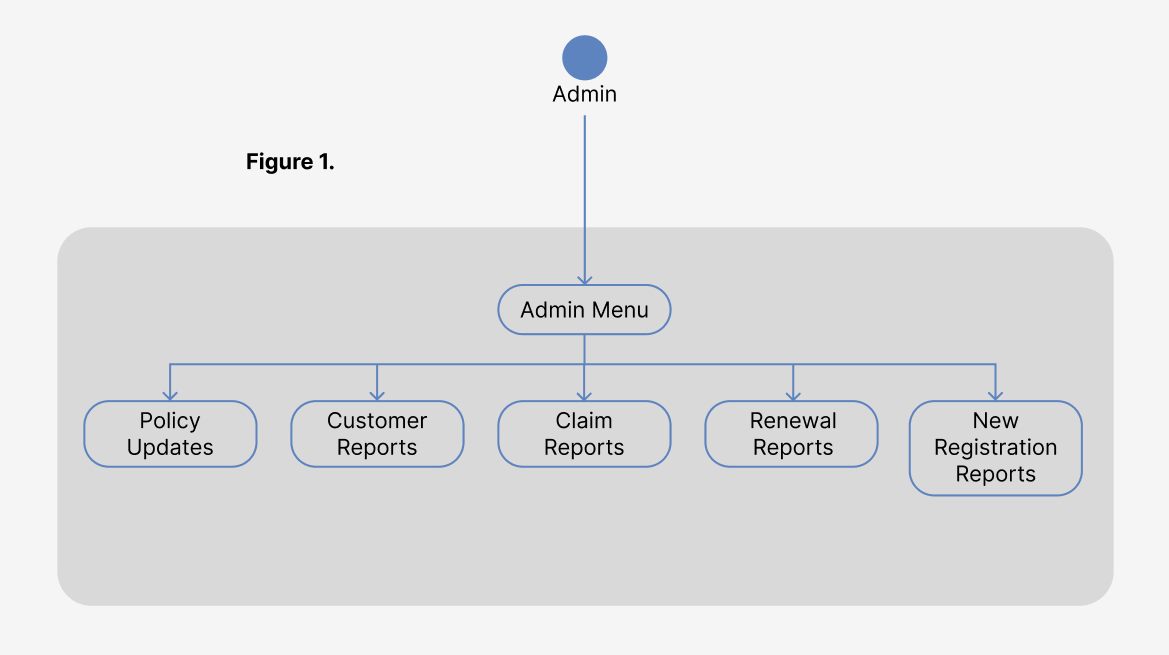 Admin
Figure 1.
Admin Menu
Policy
Updates
Customer
Reports
Claim
Reports
Renewal
Reports
New
Registration
Reports